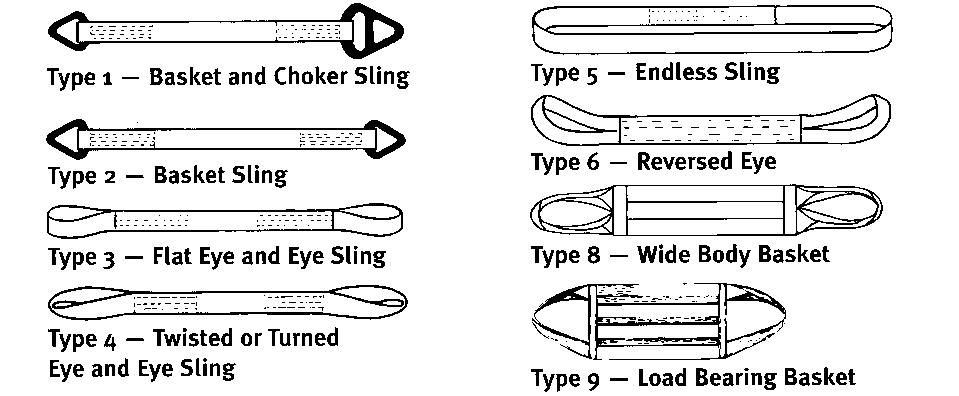 Type 1 — Basket and Choker Sling
Type 2 — Basket Sling
Type 3 — Flat Eye and Eye Sling
Type 4 — Twisted or Turned
Eye and Eye Sling
Type 5 — Endless Sling
Type 6 — Reversed Eye
Type 8 — Wide Body Basket
Type 9 — Load Bearing Basket